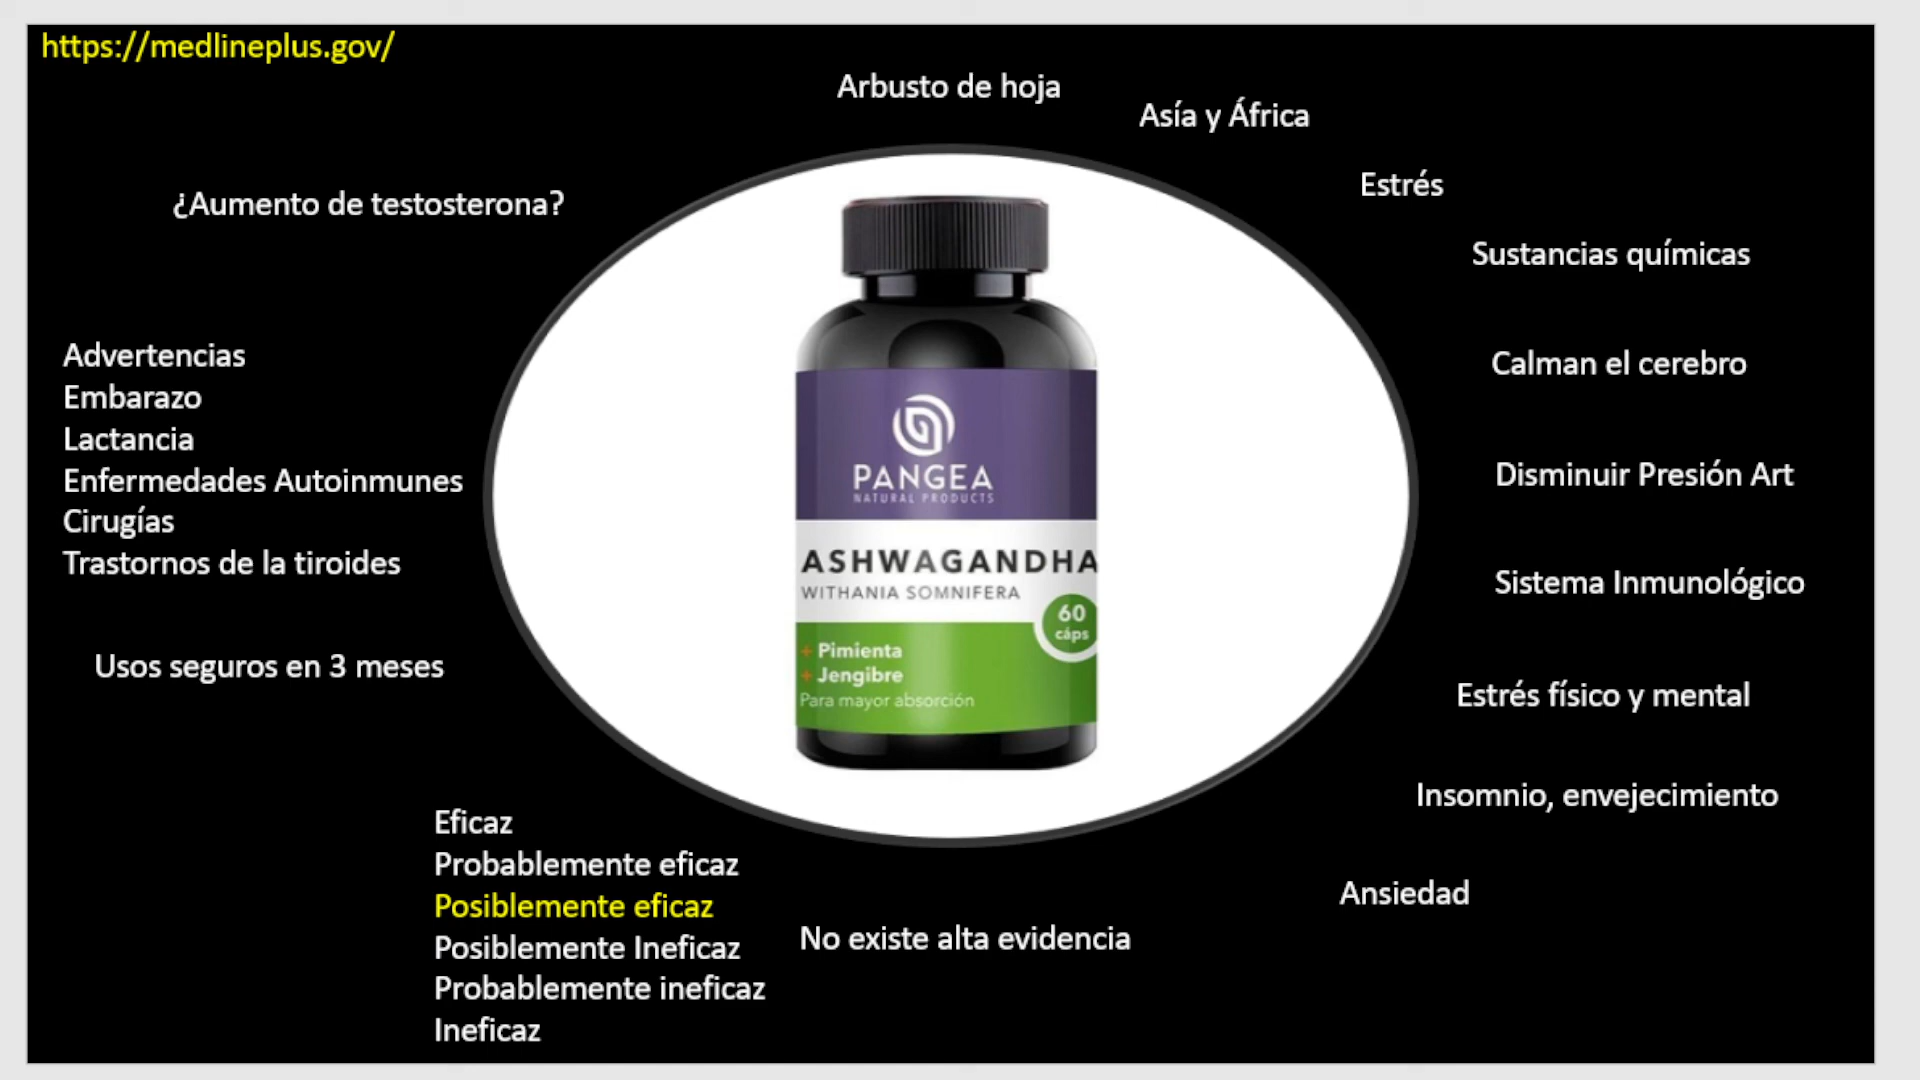 https://medlineplus.gov/
Arbusto de hoja
Asía y África
Estrés
Sustancias químicas
Calman el cerebro
Disminuir Presión Art
Sistema Inmunológico
Estrés físico y mental
Insomnio, envejecimiento
Ansiedad
No existe alta evidencia
Eficaz
Probablemente eficaz
Posiblemente eficaz
Posiblemente Ineficaz
Probablemente ineficaz
Ineficaz
Usos seguros en 3 meses
Advertencias
Embarazo
Lactancia
Enfermedades Autoinmunes
Cirugías
Trastornos de la tiroides
¿Aumento de testosterona?
PANGEA
NATURAL PRODUCTS
ASHWAGANDHA
WITHANIA SOMNIFERA
60
cáps
+ Pimienta
+ Jengibre
Para mayor absorción